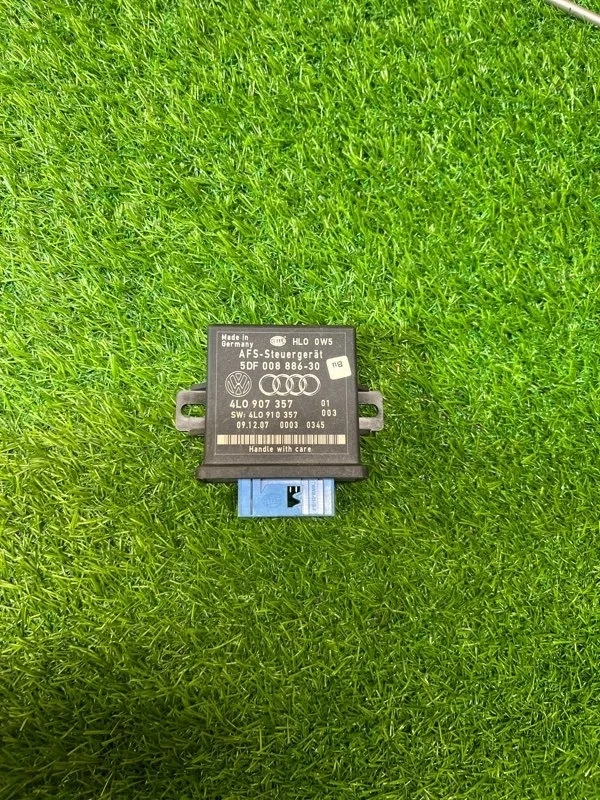 Made in
Germany
HL0 0W5
AFS-Steuergerät
5DF 008 886-30
4L0 907 357 01
SW: 4L0 910 357 003
09.12.07 0003 0345
Handle with care